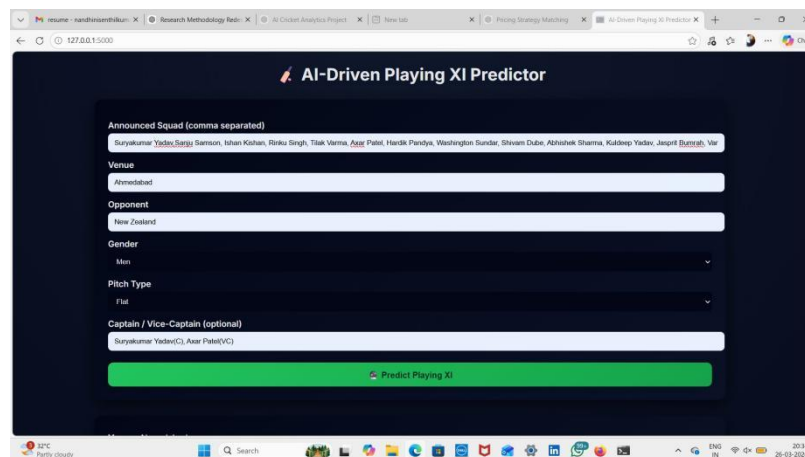 resume - nandhinisenthilkum
Research Methodology Redo
AI Cricket Analytics Project
New tab
Pricing Strategy Matching
AI-Driven Playing XI Predictor
127.0.0.1:5000
AI-Driven Playing XI Predictor
Announced Squad (comma separated)
Suryakumar Yadav,Sanju Samson, Ishan Kishan, Rinku Singh, Tilak Varma, Axar Patel, Hardik Pandya, Washington Sundar, Shivam Dube, Abhishek Sharma, Kuldeep Yadav, Jasprit Bumrah, Var
Venue
Ahmedabad
Opponent
New Zealand
Gender
Men
Pitch Type
Flat
Captain / Vice-Captain (optional)
Suryakumar Yadav(C), Axar Patel(VC)
Predict Playing XI
32°C
Partly cloudy
Search
99+
ENG
IN
20:3
26-03-202